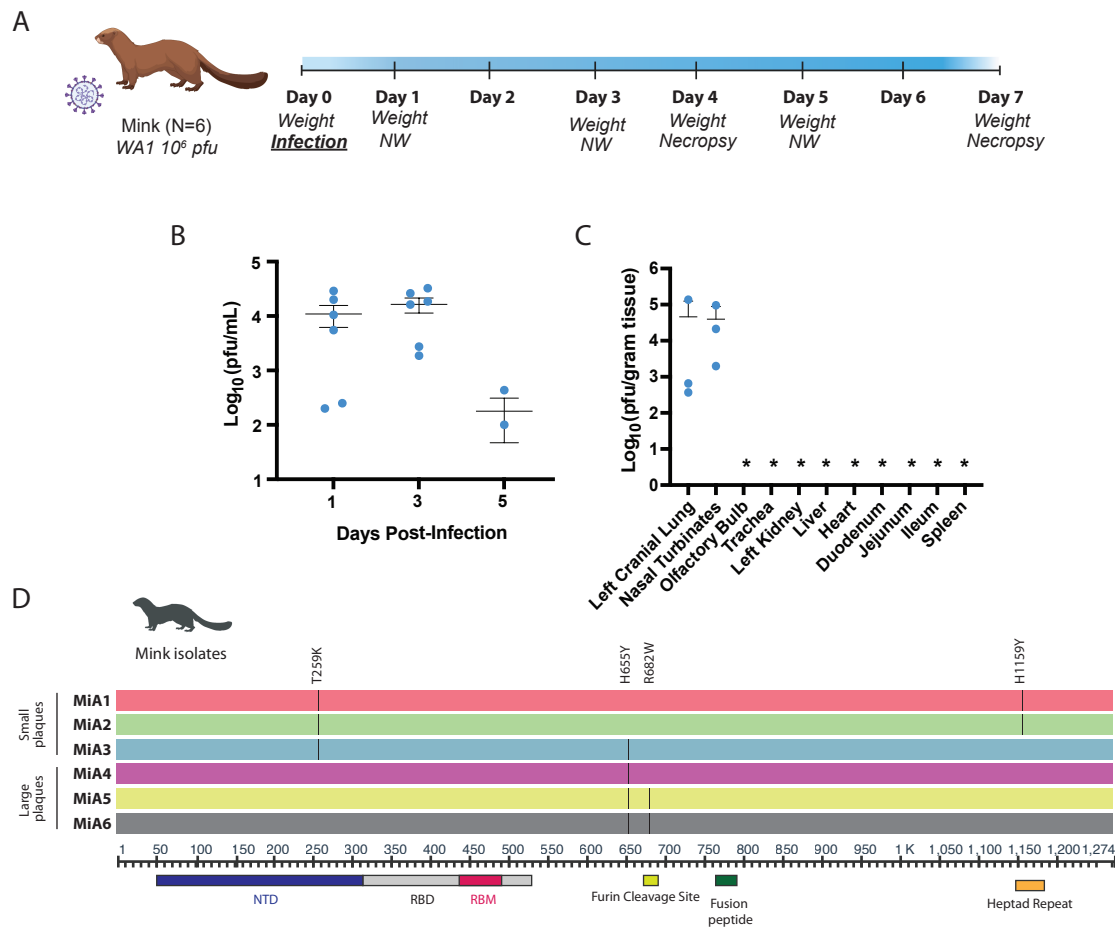 A
Mink (N=6)
WA1 10⁶ pfu
Day 0
Weight
Infection
Day 1
Weight
NW
Day 2
Day 3
Weight
NW
Day 4
Weight
Necropsy
Day 5
Weight
NW
Day 6
Day 7
Weight
Necropsy
B
Log₁₀(pfu/mL)
5
4
3
2
1
1 3 5
Days Post-Infection
C
Log₁₀(pfu/gram tissue)
6
5
4
3
2
1
0
* * * * * * * * *
Left Cranial Lung
Nasal Turbinates
Olfactory Bulb
Trachea
Left Kidney
Liver
Heart
Duodenum
Jejunum
Ileum
Spleen
D
Mink isolates
T259K
H655Y
R682W
H1159Y
Small
plaques
MiA1
MiA2
MiA3
Large
plaques
MiA4
MiA5
MiA6
1 50 100 150 200 250 300 350 400 450 500 600 650 700 750 800 850 900 950 1 K 1,050 1,100 1,150 1,200 1,274
NTD
RBD
RBM
Furin Cleavage Site
Fusion
peptide
Heptad Repeat